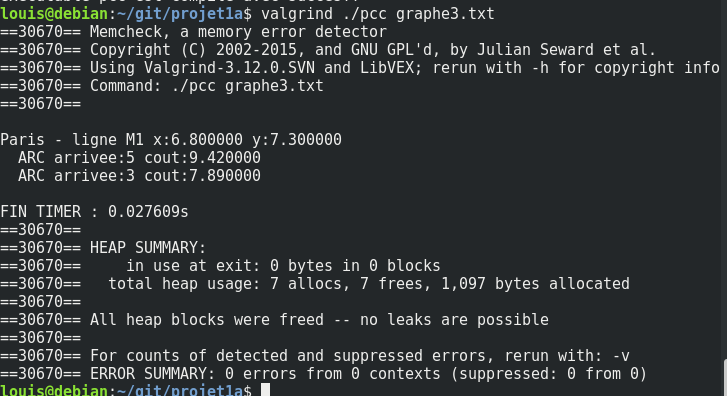 louis@debian:~/git/projet1a$ valgrind ./pcc graphe3.txt
==30670== Memcheck, a memory error detector
==30670== Copyright (C) 2002-2015, and GNU GPL'd, by Julian Seward et al.
==30670== Using Valgrind-3.12.0.SVN and LibVEX; rerun with -h for copyright info
==30670== Command: ./pcc graphe3.txt
==30670==
Paris - ligne M1 x:6.800000 y:7.300000
ARC arrivee:5 cout:9.420000
ARC arrivee:3 cout:7.890000
FIN TIMER : 0.027609s
==30670==
==30670== HEAP SUMMARY:
==30670==     in use at exit: 0 bytes in 0 blocks
==30670==   total heap usage: 7 allocs, 7 frees, 1,097 bytes allocated
==30670==
==30670== All heap blocks were freed -- no leaks are possible
==30670==
==30670== For counts of detected and suppressed errors, rerun with: -v
==30670== ERROR SUMMARY: 0 errors from 0 contexts (suppressed: 0 from 0)
louis@debian:~/git/projet1a$